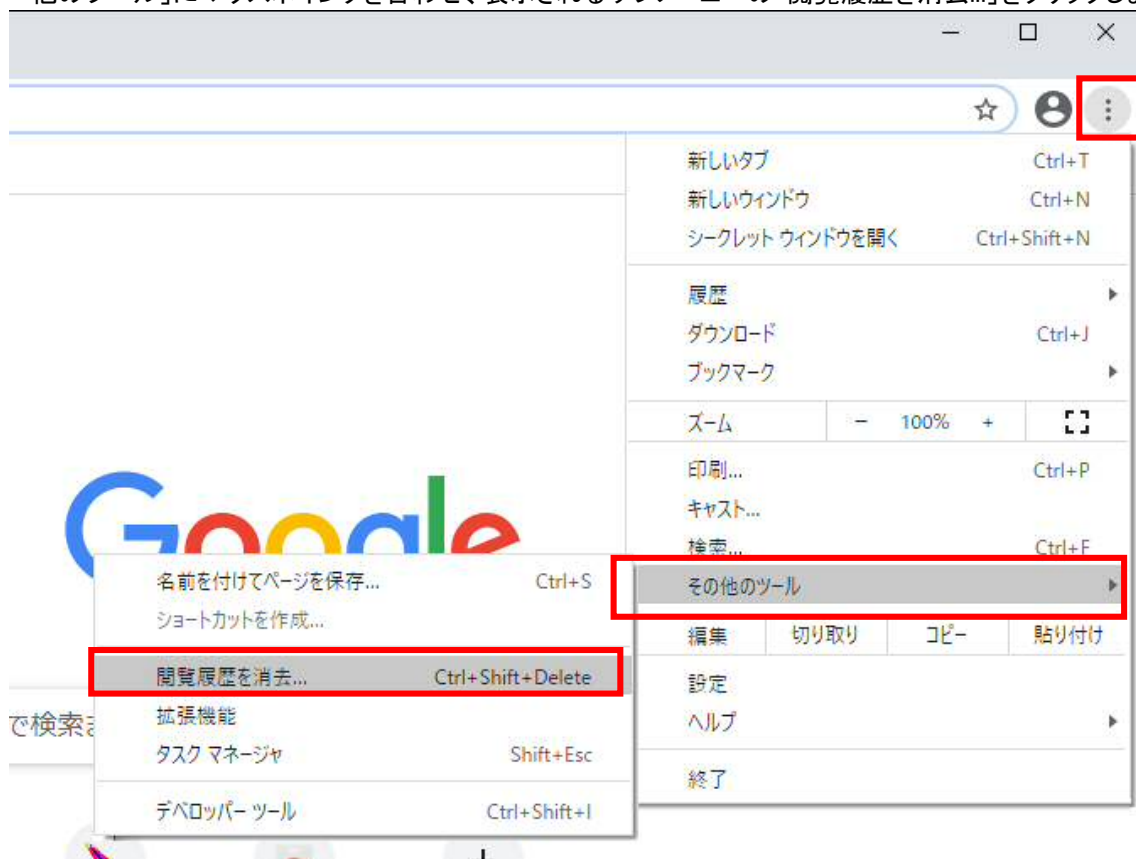 新しいタブ Ctrl+T
新しいウィンドウ Ctrl+N
シークレット ウィンドウを開く Ctrl+Shift+N
履歴
ダウンロード Ctrl+J
ブックマーク
ズーム − 100% +
印刷... Ctrl+P
キャスト...
検索... Ctrl+F
その他のツール
編集 切り取り コピー 貼り付け
設定
ヘルプ
終了
Google
名前を付けてページを保存... Ctrl+S
ショートカットを作成...
閲覧履歴を消去... Ctrl+Shift+Delete
拡張機能
タスク マネージャ Shift+Esc
デベロッパー ツール Ctrl+Shift+I
で検索